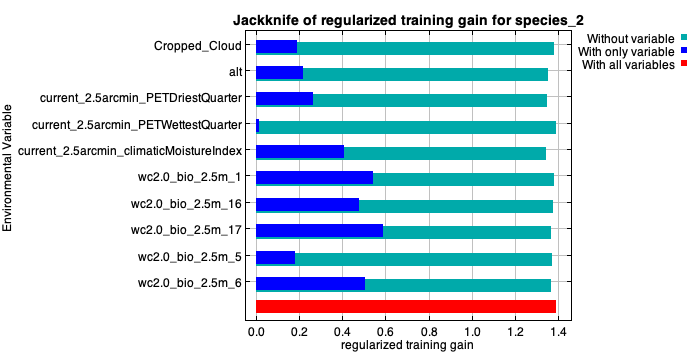 Jackknife of regularized training gain for species_2
Without variable
With only variable
With all variables
Environmental Variable
Cropped_Cloud
alt
current_2.5arcmin_PETDriestQuarter
current_2.5arcmin_PETWettestQuarter
current_2.5arcmin_climaticMoistureIndex
wc2.0_bio_2.5m_1
wc2.0_bio_2.5m_16
wc2.0_bio_2.5m_17
wc2.0_bio_2.5m_5
wc2.0_bio_2.5m_6
0.0 0.2 0.4 0.6 0.8 1.0 1.2 1.4
regularized training gain